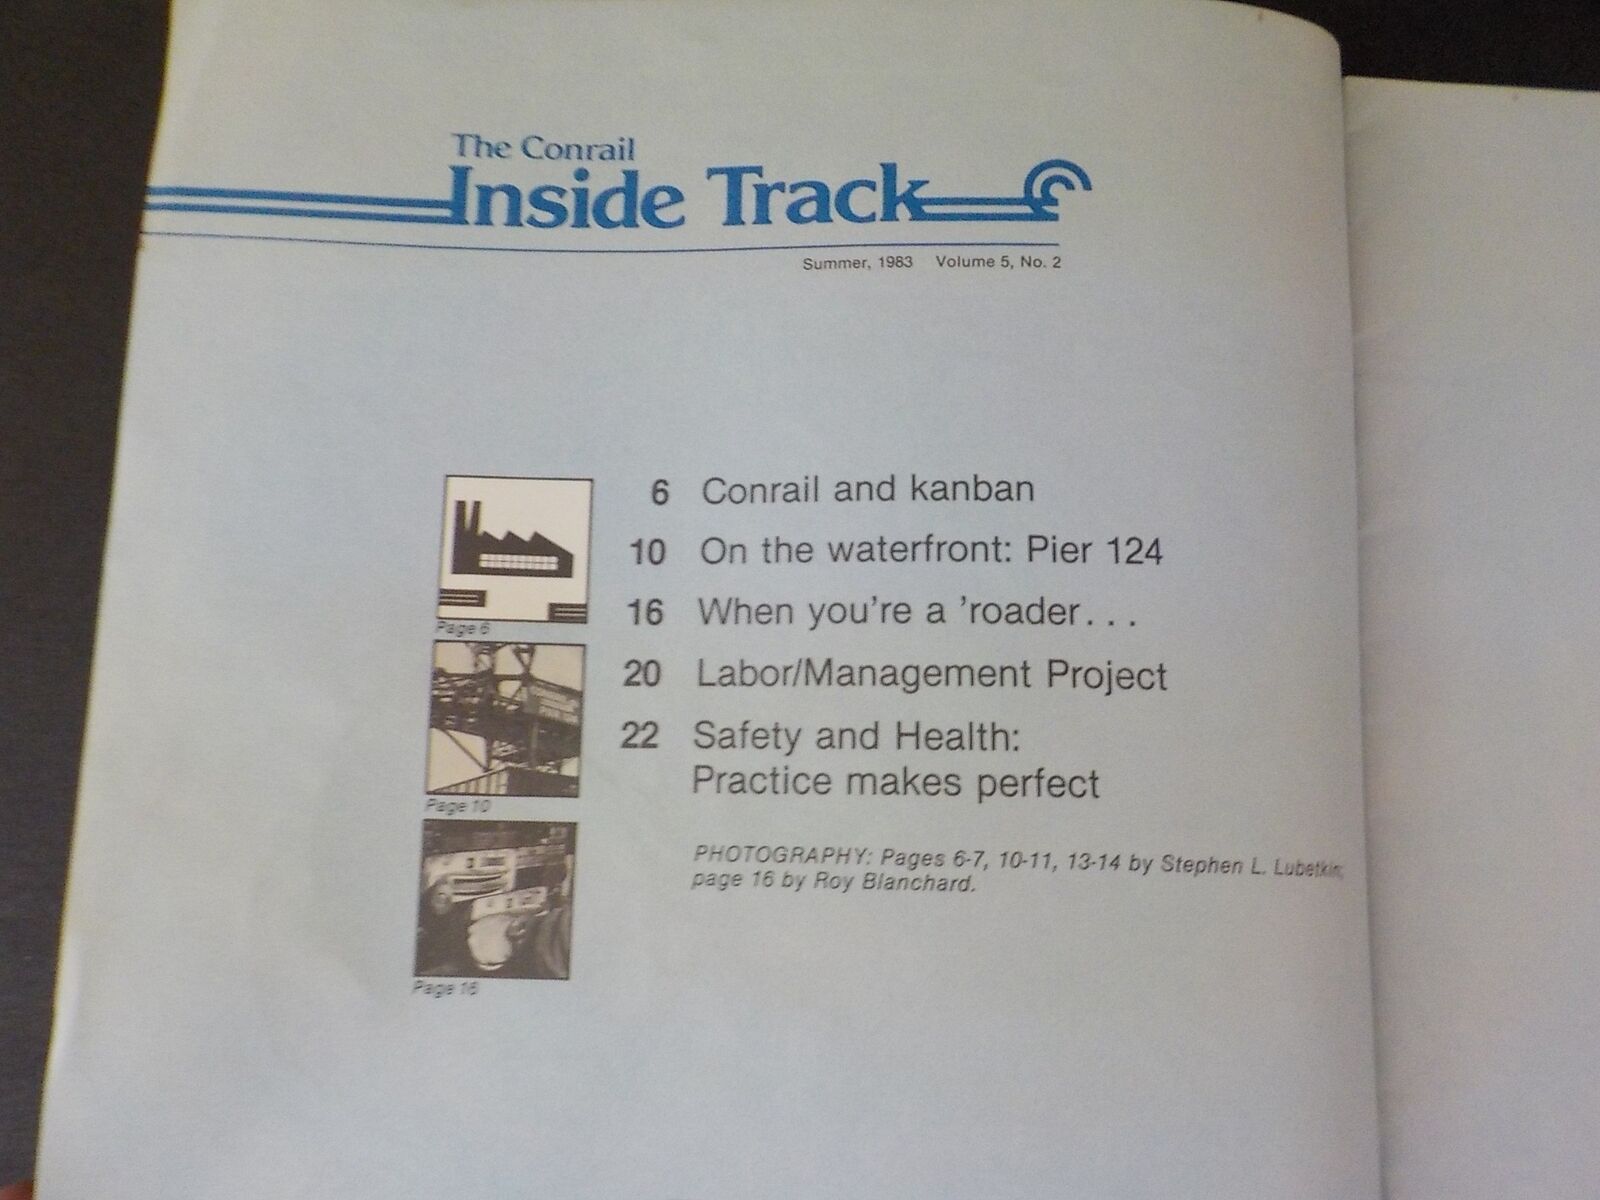 The Conrail
Inside Track
Summer, 1983 Volume 5, No. 2
6 Conrail and kanban
10 On the waterfront: Pier 124
16 When you're a 'roader...
20 Labor/Management Project
22 Safety and Health:
Practice makes perfect
Page 6
Page 10
Page 16
PHOTOGRAPHY: Pages 6-7, 10-11, 13-14 by Stephen L. Lubetkin;
page 16 by Roy Blanchard.